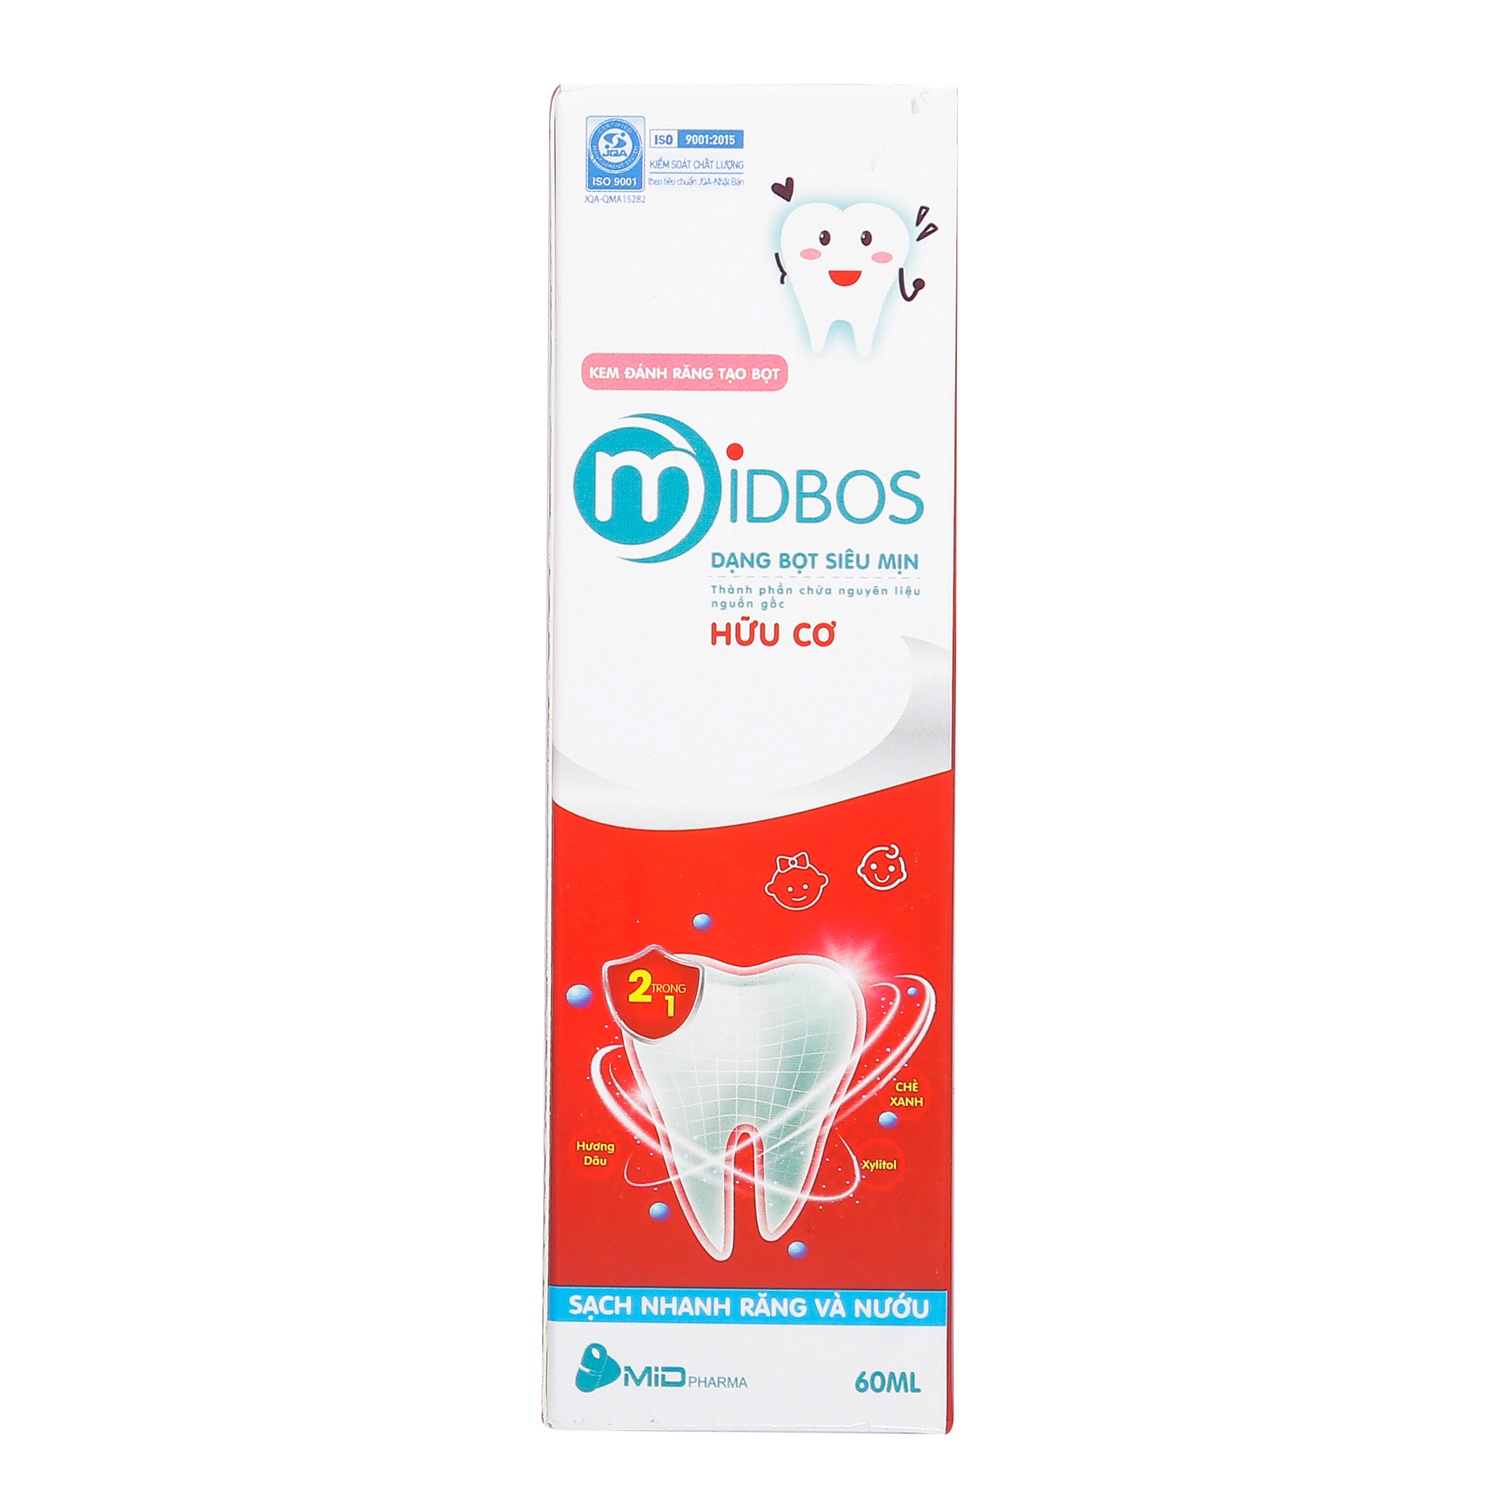 JQA
ISO 9001
JQA-QMA15282
ISO 9001:2015
KIỂM SOÁT CHẤT LƯỢNG
theo tiêu chuẩn JQA-Nhật Bản
KEM ĐÁNH RĂNG TẠO BỌT
MiDBOS
DẠNG BỌT SIÊU MỊN
Thành phần chứa nguyên liệu
nguồn gốc
HỮU CƠ
2 TRONG 1
CHÈ
XANH
Hương
Dâu
Xylitol
SẠCH NHANH RĂNG VÀ NƯỚU
MiD PHARMA
60ML